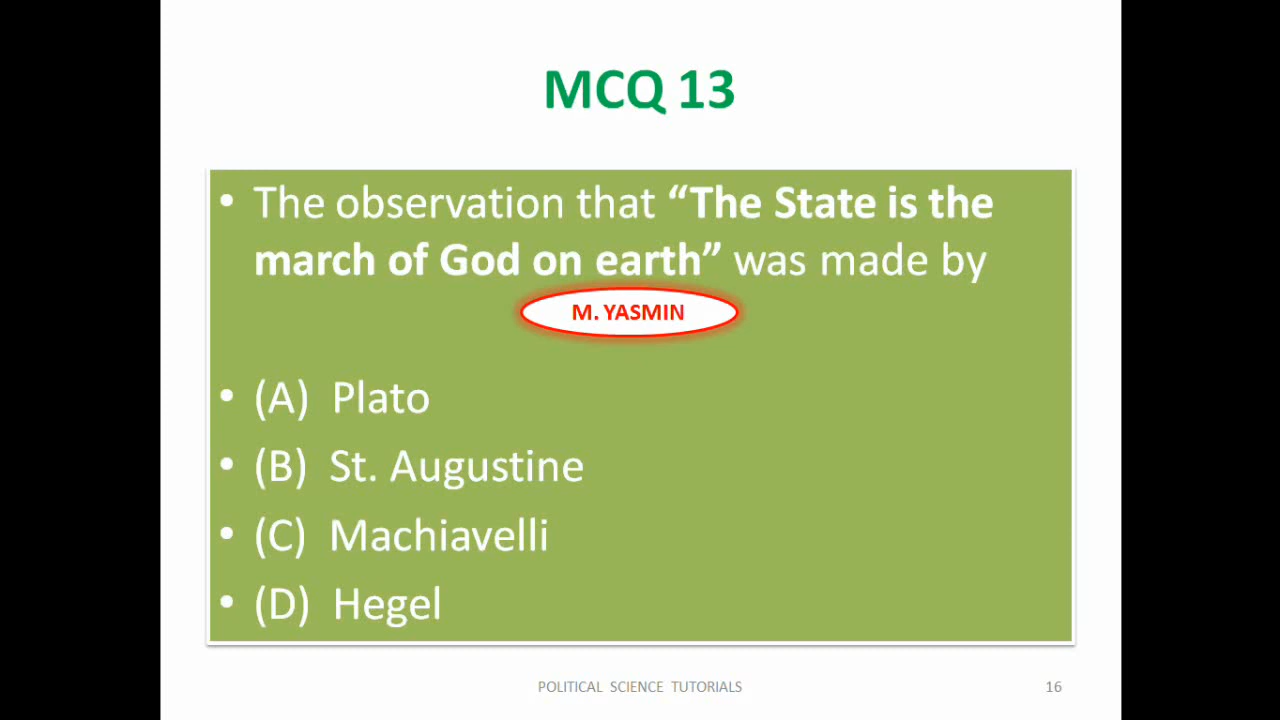 MCQ 13
• The observation that “The State is the
march of God on earth” was made by
M. YASMIN
• (A) Plato
• (B) St. Augustine
• (C) Machiavelli
• (D) Hegel
POLITICAL SCIENCE TUTORIALS
16